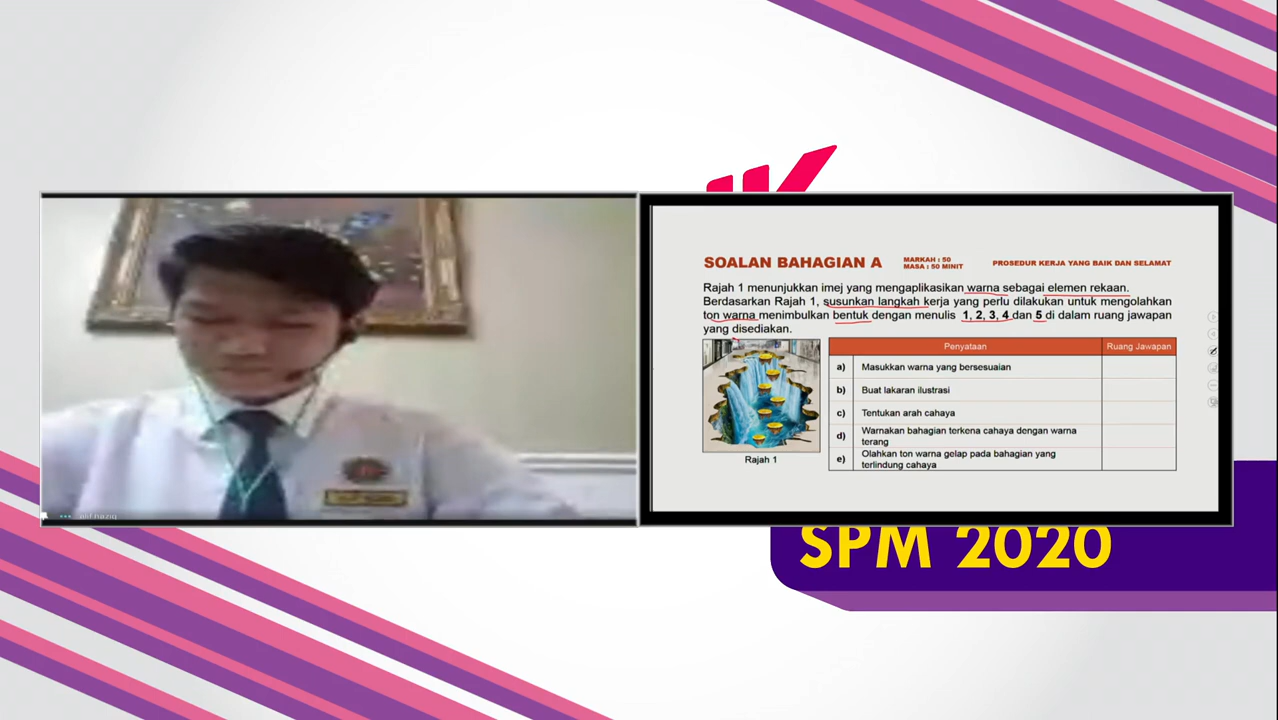 SOALAN BAHAGIAN A
MARKAH : 50
MASA : 50 MINIT
PROSEDUR KERJA YANG BAIK DAN SELAMAT
Rajah 1 menunjukkan imej yang mengaplikasikan warna sebagai elemen rekaan.
Berdasarkan Rajah 1, susunkan langkah kerja yang perlu dilakukan untuk mengolahkan
ton warna menimbulkan bentuk dengan menulis 1, 2, 3, 4 dan 5 di dalam ruang jawapan
yang disediakan.
Penyataan Ruang Jawapan
a) Masukkan warna yang bersesuaian
b) Buat lakaran ilustrasi
c) Tentukan arah cahaya
d) Warnakan bahagian terkena cahaya dengan warna
terang
e) Olahkan ton warna gelap pada bahagian yang
terlindung cahaya
Rajah 1
SPM 2020